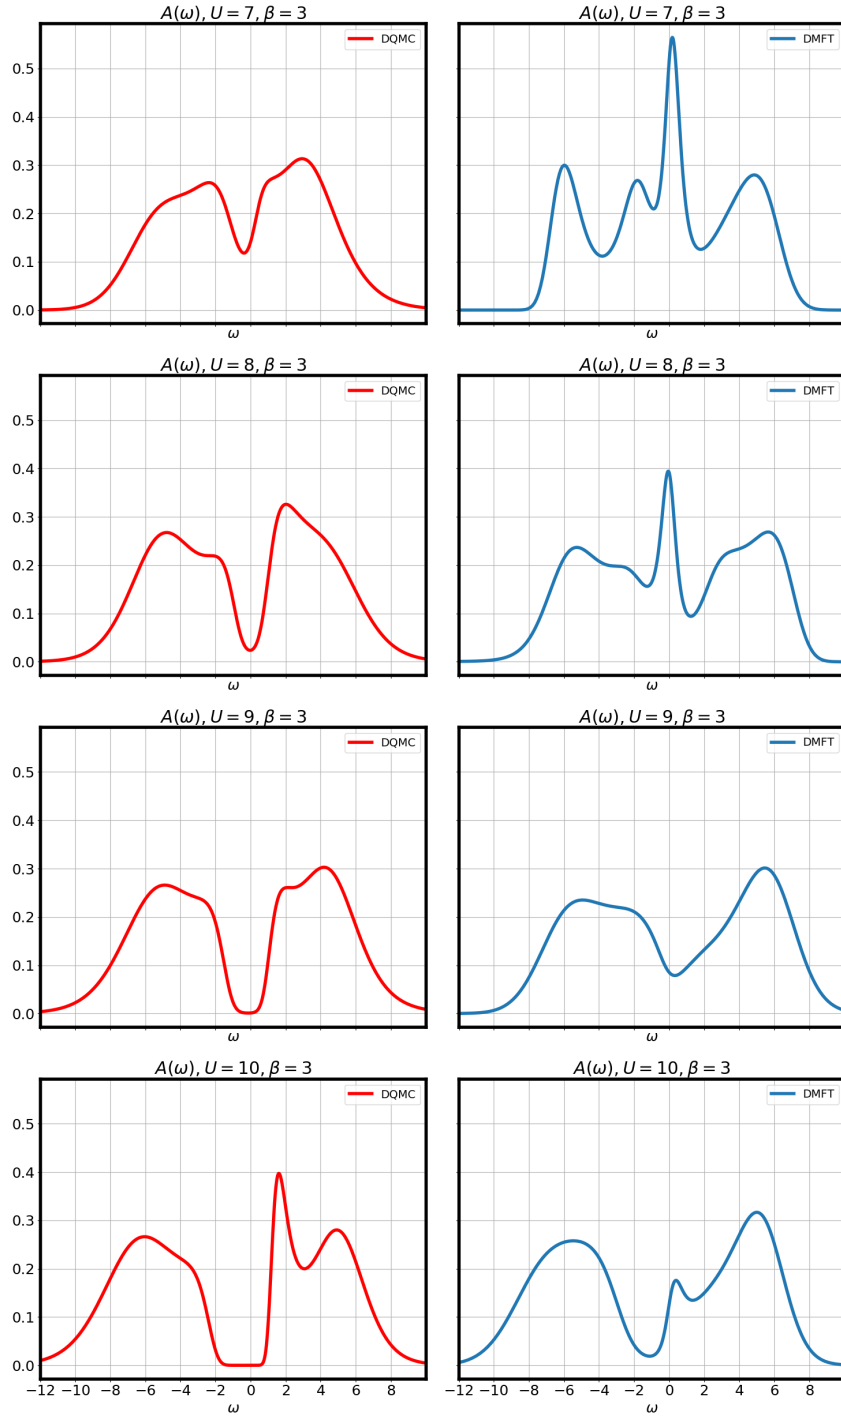 A(ω), U = 7, β = 3
DQMC
0.5
0.4
0.3
0.2
0.1
0.0
ω
A(ω), U = 7, β = 3
DMFT
ω
A(ω), U = 8, β = 3
DQMC
0.5
0.4
0.3
0.2
0.1
0.0
ω
A(ω), U = 8, β = 3
DMFT
ω
A(ω), U = 9, β = 3
DQMC
0.5
0.4
0.3
0.2
0.1
0.0
ω
A(ω), U = 9, β = 3
DMFT
ω
A(ω), U = 10, β = 3
DQMC
0.5
0.4
0.3
0.2
0.1
0.0
−12 −10 −8 −6 −4 −2 0 2 4 6 8
ω
A(ω), U = 10, β = 3
DMFT
−12 −10 −8 −6 −4 −2 0 2 4 6 8
ω